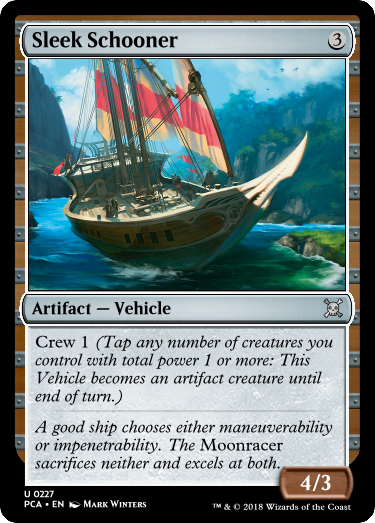 Sleek Schooner 3
Artifact — Vehicle
Crew 1 (Tap any number of creatures you
control with total power 1 or more: This
Vehicle becomes an artifact creature until
end of turn.)
A good ship chooses either maneuverability
or impenetrability. The Moonracer
sacrifices neither and excels at both.
4/3
U 0227
PCA • EN Mark Winters
™ & © 2018 Wizards of the Coast